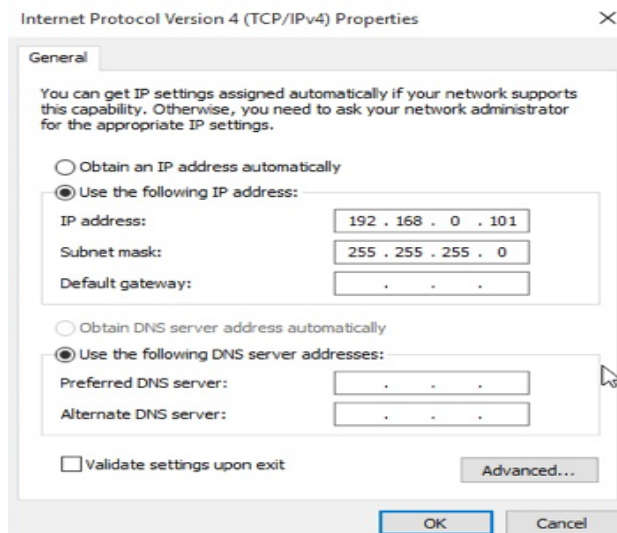 Internet Protocol Version 4 (TCP/IPv4) Properties
General
You can get IP settings assigned automatically if your network supports
this capability. Otherwise, you need to ask your network administrator
for the appropriate IP settings.
Obtain an IP address automatically
Use the following IP address:
IP address: 192 . 168 . 0 . 101
Subnet mask: 255 . 255 . 255 . 0
Default gateway: . . .
Obtain DNS server address automatically
Use the following DNS server addresses:
Preferred DNS server: . . .
Alternate DNS server: . . .
Validate settings upon exit
Advanced...
OK Cancel